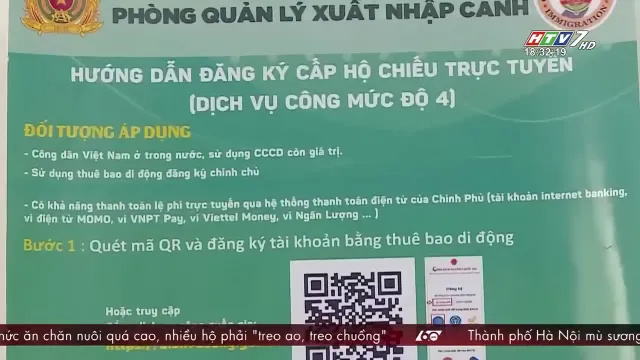 PHÒNG QUẢN LÝ XUẤT NHẬP CẢNH
IMMIGRATION
HTV7 HD
18:32:19
HƯỚNG DẪN ĐĂNG KÝ CẤP HỘ CHIẾU TRỰC TUYẾN
(DỊCH VỤ CÔNG MỨC ĐỘ 4)
ĐỐI TƯỢNG ÁP DỤNG
- Công dân Việt Nam ở trong nước, sử dụng CCCD còn giá trị.
- Sử dụng thuê bao di động đăng ký chính chủ
- Có khả năng thanh toán lệ phí trực tuyến qua hệ thống thanh toán điện tử của Chính Phủ (tài khoản internet banking,
ví điện tử MOMO, ví VNPT Pay, ví Viettel Money, ví Ngân Lượng ... )
Bước 1 : Quét mã QR và đăng ký tài khoản bằng thuê bao di động
Hoặc truy cập
hức ăn chăn nuôi quá cao, nhiều hộ phải "treo ao, treo chuồng"
60
Thành phố Hà Nội mù sươn